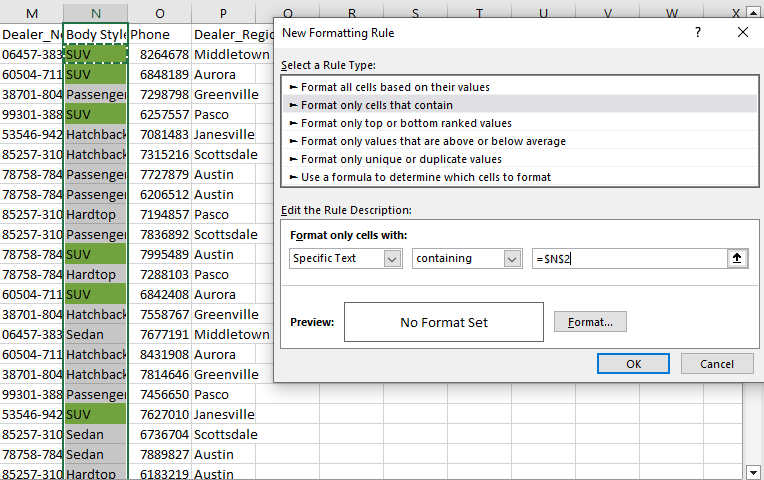 M N O P Q R S T U V W X
Dealer_No Body Style Phone Dealer_Regio
06457-383 SUV 8264678 Middletown
60504-711 SUV 6848189 Aurora
38701-804 Passenger 7298798 Greenville
99301-388 SUV 6257557 Pasco
53546-942 Hatchback 7081483 Janesville
85257-310 Hatchback 7315216 Scottsdale
78758-784 Passenger 7727879 Austin
78758-784 Passenger 6206512 Austin
85257-310 Hardtop 7194857 Pasco
85257-310 Passenger 7836892 Scottsdale
78758-784 SUV 7995489 Austin
78758-784 Hardtop 7288103 Pasco
60504-711 SUV 6842408 Aurora
38701-804 Hatchback 7558767 Greenville
06457-383 Sedan 7677191 Middletown
60504-711 Hatchback 8431908 Aurora
38701-804 Hatchback 7814646 Greenville
99301-388 Passenger 7456650 Pasco
53546-942 SUV 7627010 Janesville
85257-310 Sedan 6736704 Scottsdale
78758-784 Sedan 7889827 Austin
85257-310 Hardtop 6183219 Austin
New Formatting Rule ? ×
Select a Rule Type:
► Format all cells based on their values
► Format only cells that contain
► Format only top or bottom ranked values
► Format only values that are above or below average
► Format only unique or duplicate values
► Use a formula to determine which cells to format
Edit the Rule Description:
Format only cells with:
Specific Text containing =$N$2
Preview: No Format Set Format...
OK Cancel